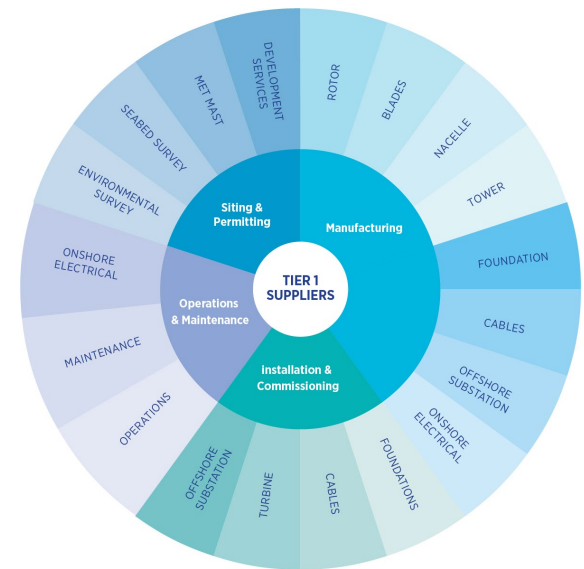 TIER 1
SUPPLIERS
Siting &
Permitting
Manufacturing
Installation &
Commissioning
Operations
& Maintenance
DEVELOPMENT
SERVICES
ROTOR
BLADES
NACELLE
TOWER
FOUNDATION
CABLES
OFFSHORE
SUBSTATION
ONSHORE
ELECTRICAL
FOUNDATIONS
CABLES
TURBINE
OFFSHORE
SUBSTATION
OPERATIONS
MAINTENANCE
ONSHORE
ELECTRICAL
ENVIRONMENTAL
SURVEY
SEABED SURVEY
MET MAST